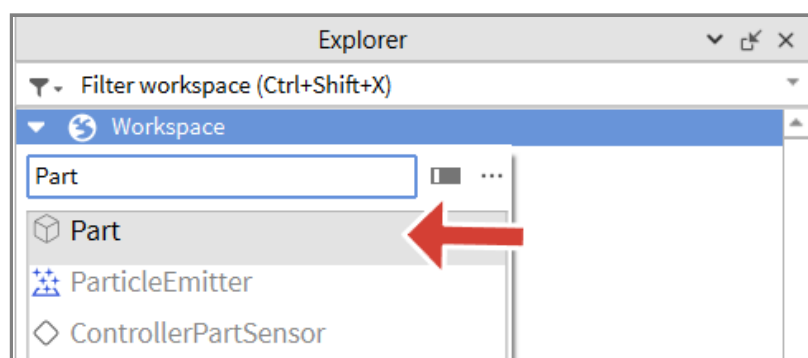 Explorer
Filter workspace (Ctrl+Shift+X)
Workspace
Part
Part
ParticleEmitter
ControllerPartSensor